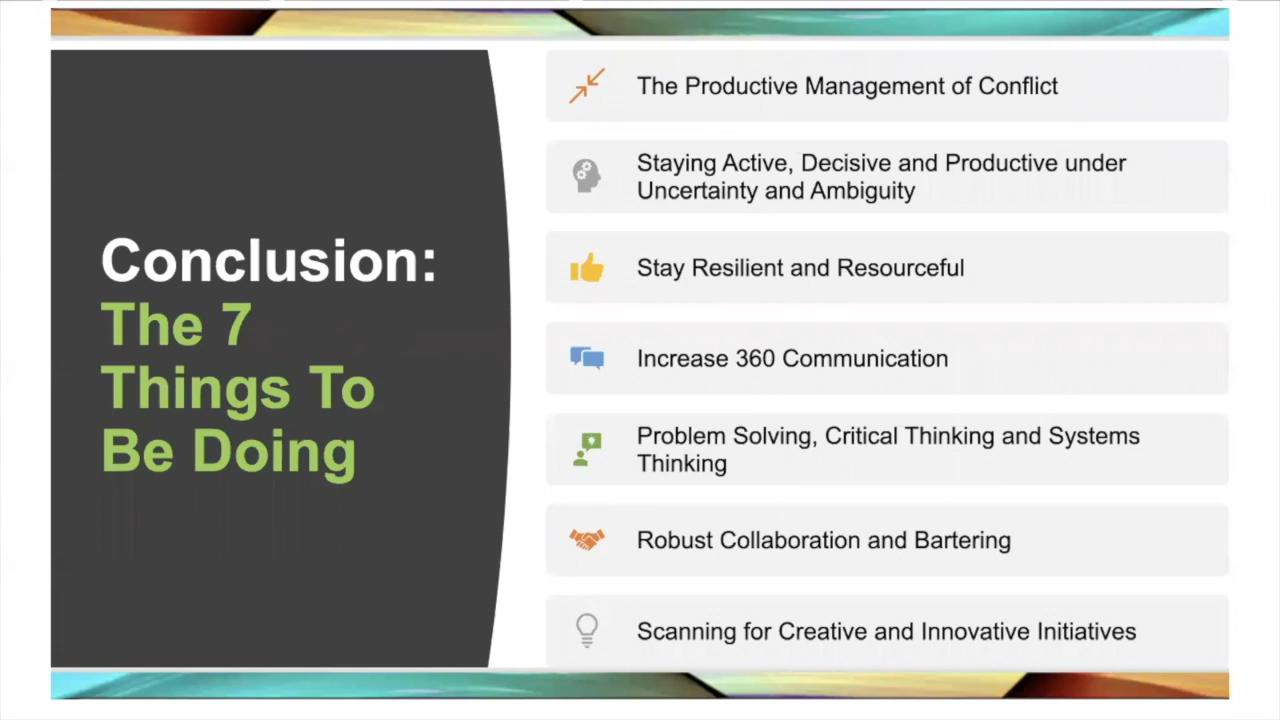 Conclusion:
The 7
Things To
Be Doing
The Productive Management of Conflict
Staying Active, Decisive and Productive under
Uncertainty and Ambiguity
Stay Resilient and Resourceful
Increase 360 Communication
Problem Solving, Critical Thinking and Systems
Thinking
Robust Collaboration and Bartering
Scanning for Creative and Innovative Initiatives